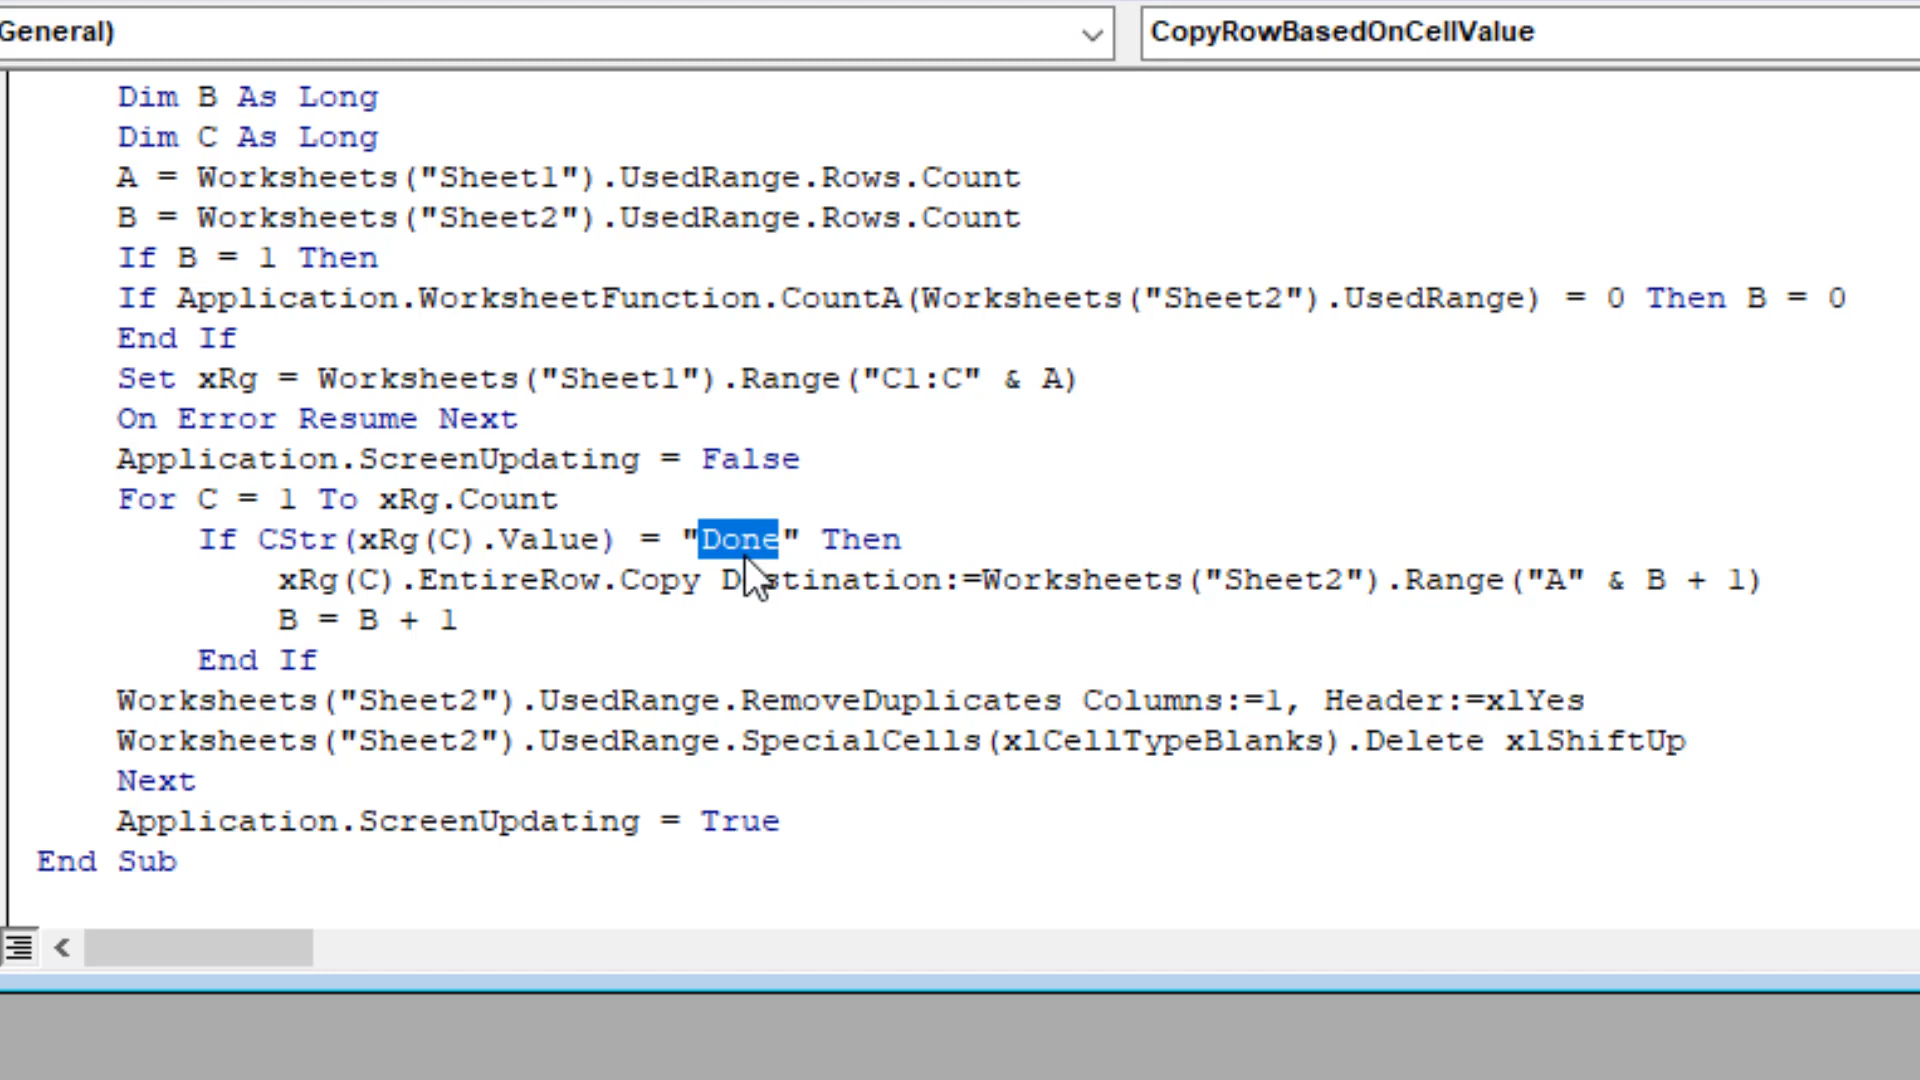 General)
CopyRowBasedOnCellValue
Dim B As Long
Dim C As Long
A = Worksheets("Sheet1").UsedRange.Rows.Count
B = Worksheets("Sheet2").UsedRange.Rows.Count
If B = 1 Then
If Application.WorksheetFunction.CountA(Worksheets("Sheet2").UsedRange) = 0 Then B = 0
End If
Set xRg = Worksheets("Sheet1").Range("C1:C" & A)
On Error Resume Next
Application.ScreenUpdating = False
For C = 1 To xRg.Count
If CStr(xRg(C).Value) = "Done" Then
xRg(C).EntireRow.Copy Destination:=Worksheets("Sheet2").Range("A" & B + 1)
B = B + 1
End If
Worksheets("Sheet2").UsedRange.RemoveDuplicates Columns:=1, Header:=xlYes
Worksheets("Sheet2").UsedRange.SpecialCells(xlCellTypeBlanks).Delete xlShiftUp
Next
Application.ScreenUpdating = True
End Sub